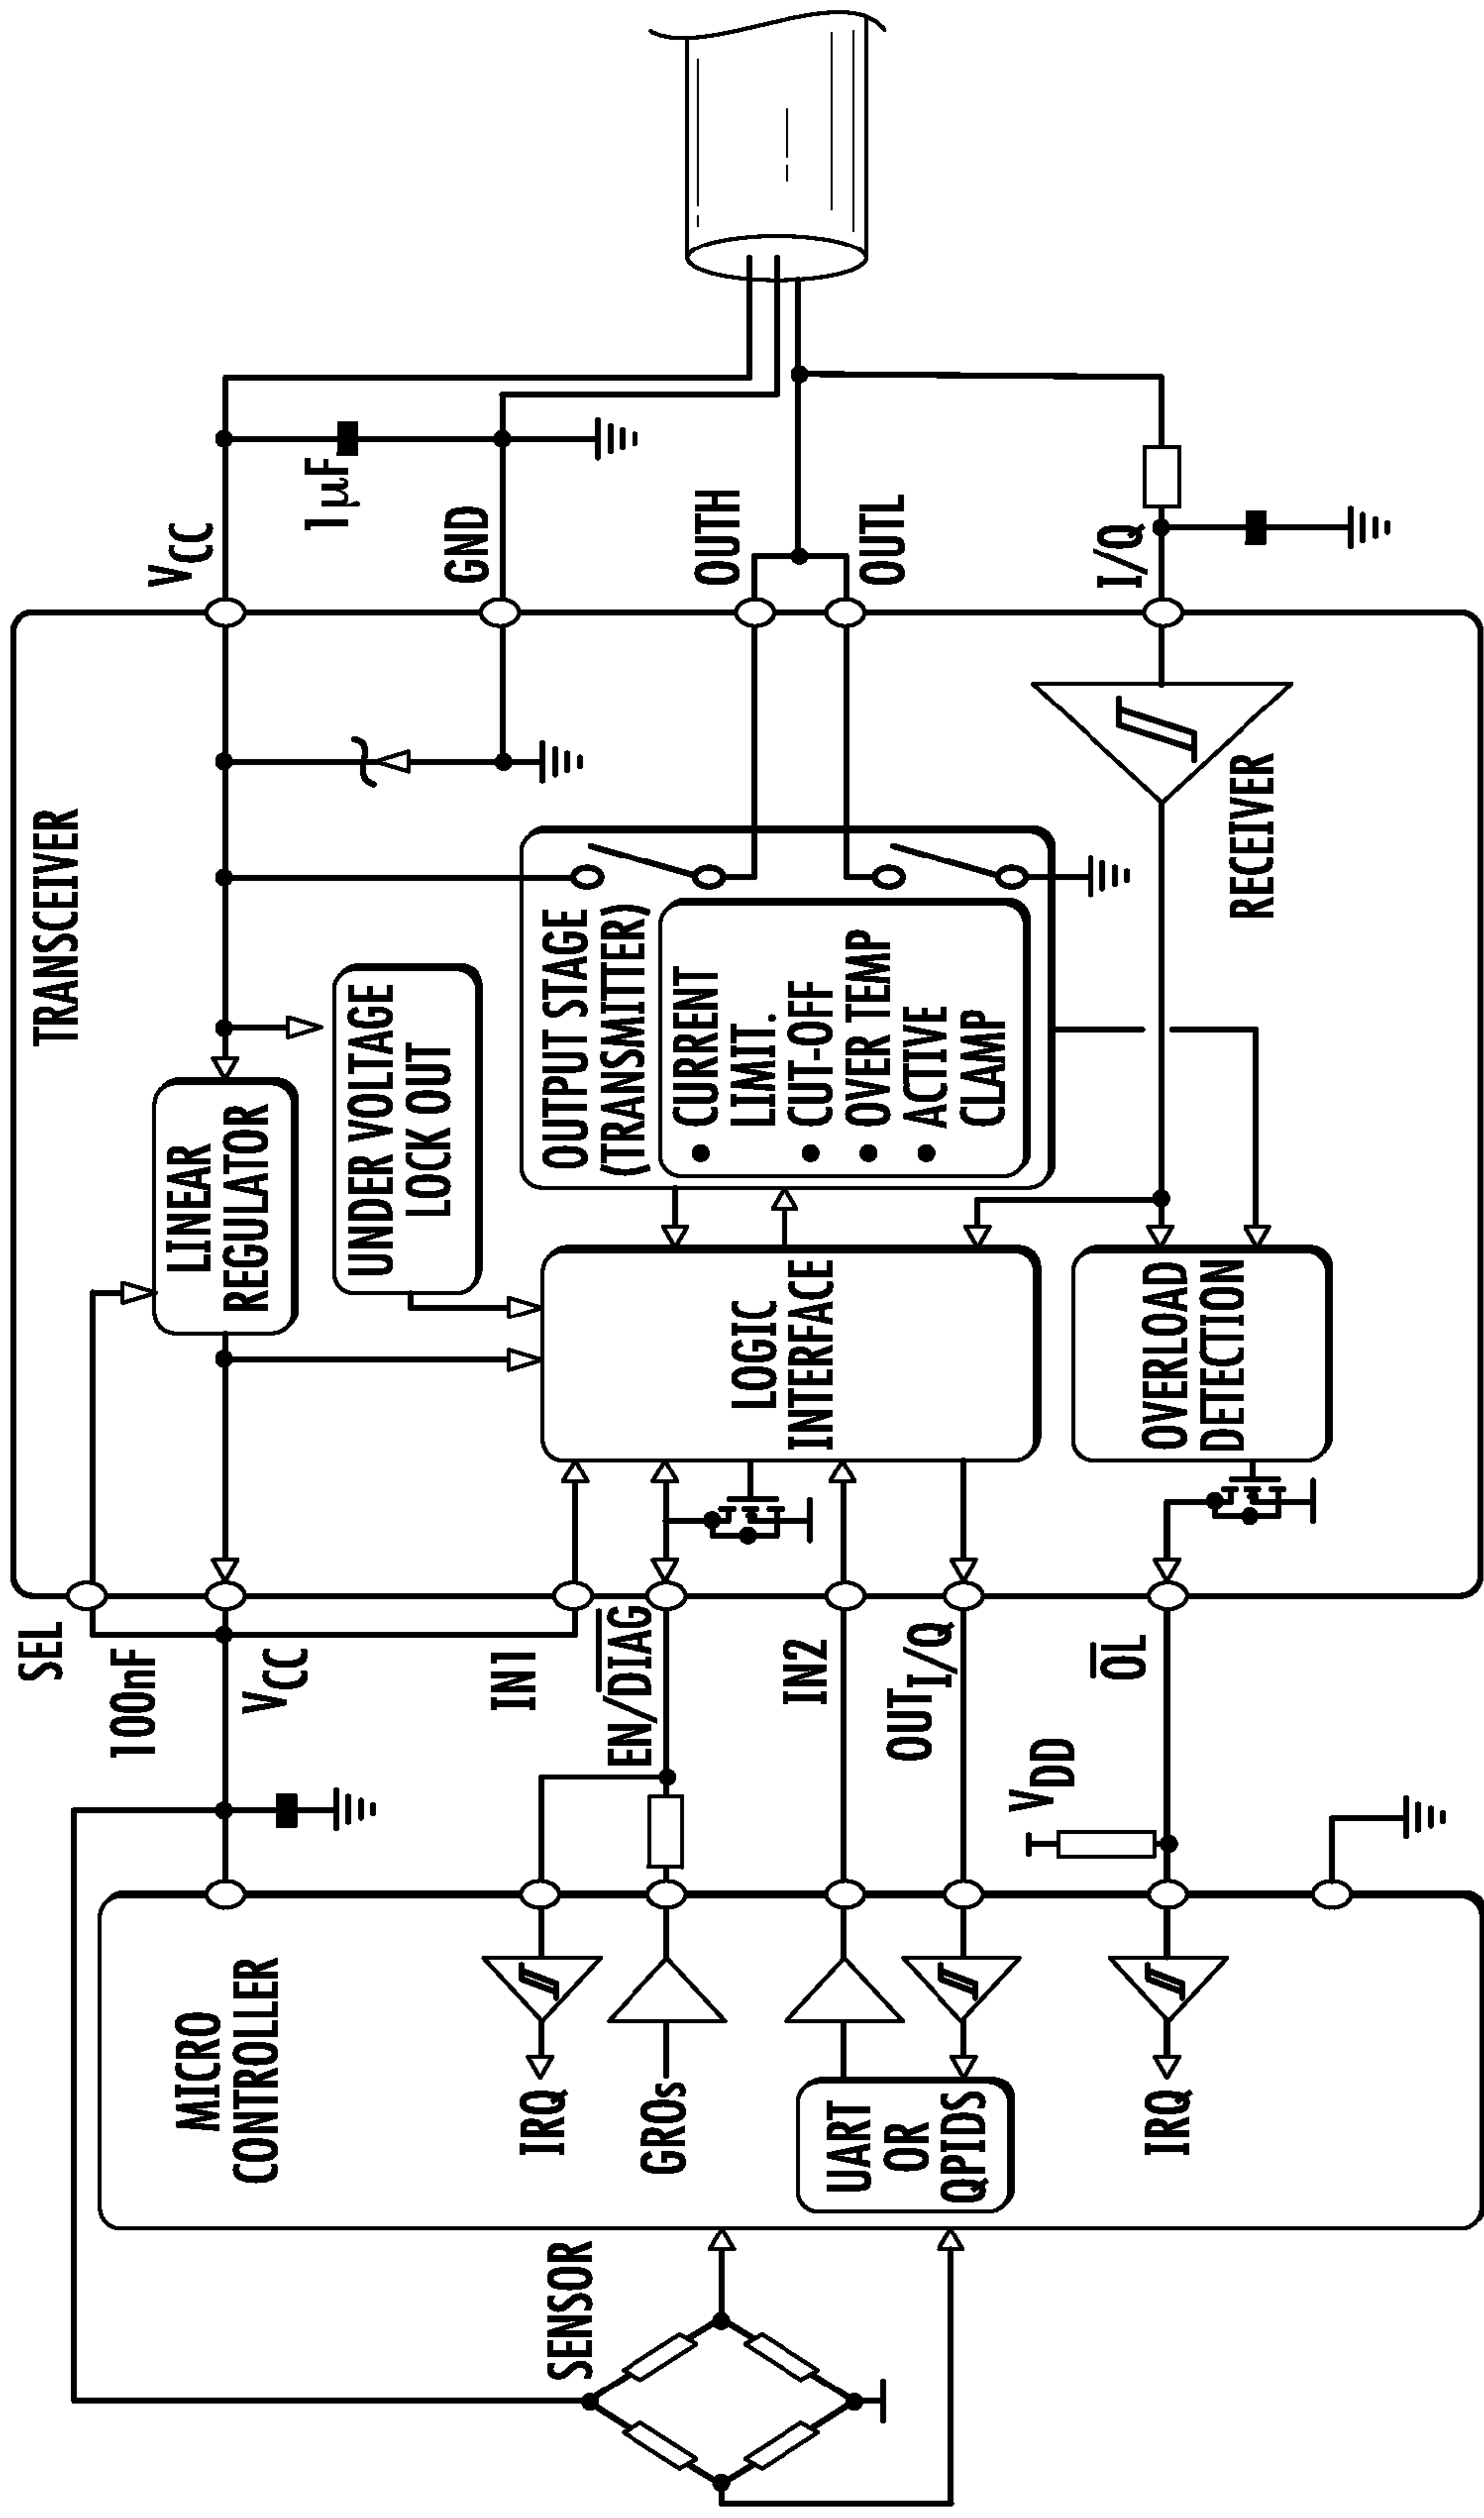 SENSOR
MICRO
CONTROLLER
IRQ
GROs
UART
OR
QPIDS
IRQ
SEL
100nF
VCC
IN1
EN/DIAG
IN2
OUTI/Q
OL
VDD
TRANSCEIVER
LINEAR
REGULATOR
UNDER VOLTAGE
LOCK OUT
LOGIC
INTERFACE
OVERLOAD
DETECTION
OUTPUT STAGE
(TRANSMITTER)
• CURRENT
LIMIT.
• CUT-OFF
• OVER TEMP
• ACTIVE
CLAMP
RECEIVER
VCC
1µF
GND
OUTH
OUTL
I/Q